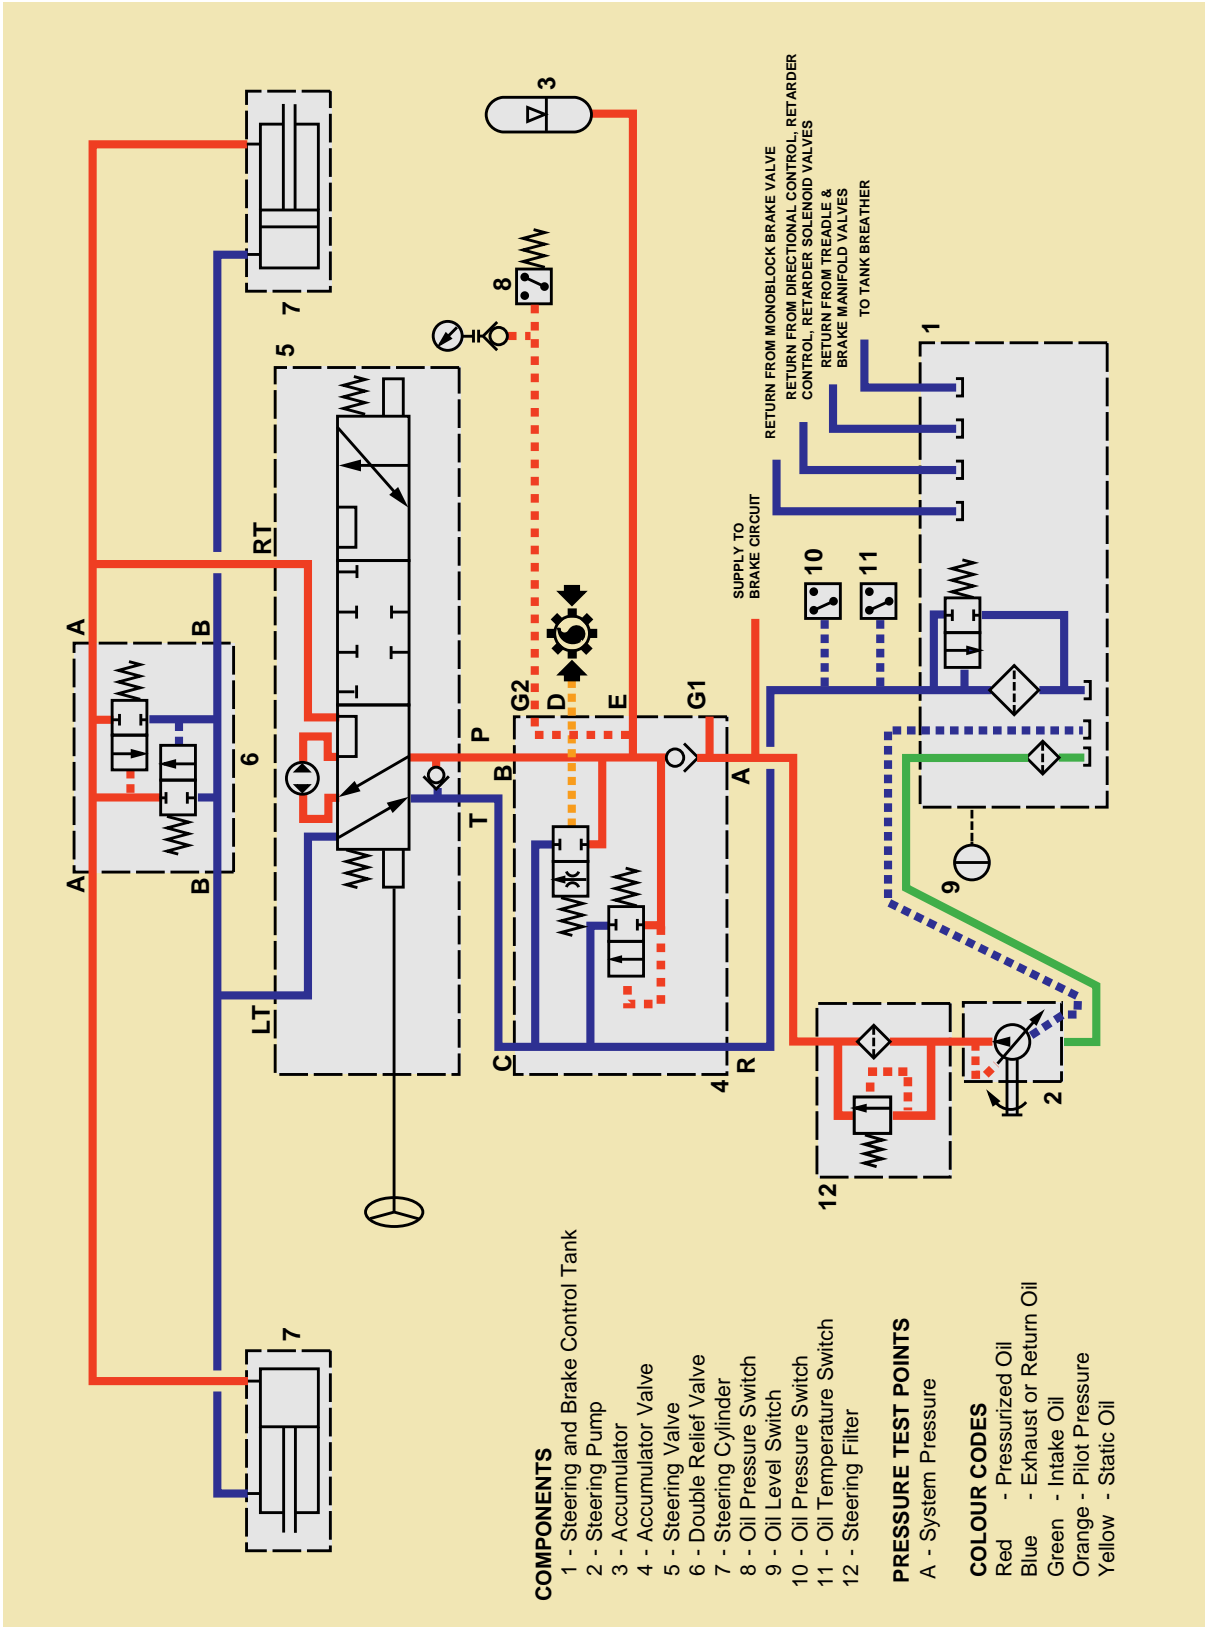 COMPONENTS
1 - Steering and Brake Control Tank
2 - Steering Pump
3 - Accumulator
4 - Accumulator Valve
5 - Steering Valve
6 - Double Relief Valve
7 - Steering Cylinder
8 - Oil Pressure Switch
9 - Oil Level Switch
10 - Oil Pressure Switch
11 - Oil Temperature Switch
12 - Steering Filter
PRESSURE TEST POINTS
A - System Pressure
COLOUR CODES
Red - Pressurized Oil
Blue - Exhaust or Return Oil
Green - Intake Oil
Orange - Pilot Pressure
Yellow - Static Oil
7
7
A
A
B
B
6
LT
RT
5
T
P
3
8
C
B
G2
D
E
G1
4
R
A
SUPPLY TO
BRAKE CIRCUIT
RETURN FROM MONOBLOCK BRAKE VALVE
RETURN FROM DIRECTIONAL CONTROL, RETARDER
CONTROL, RETARDER SOLENOID VALVES
RETURN FROM TREADLE &
BRAKE MANIFOLD VALVES
TO TANK BREATHER
10
11
1
9
12
2